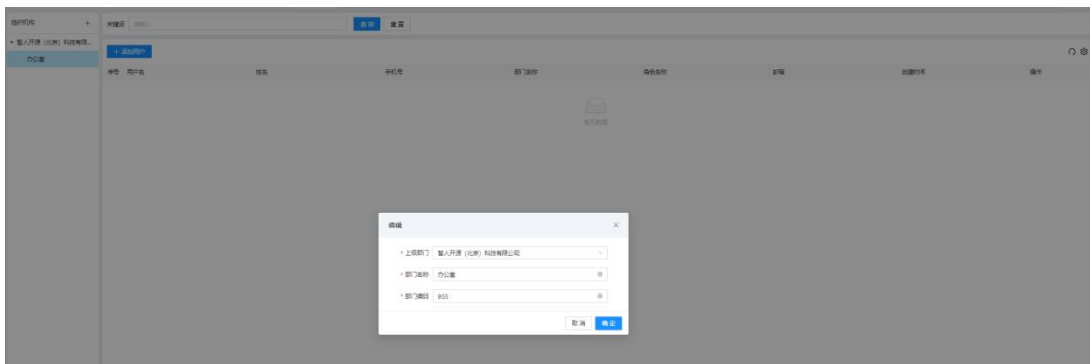 组织机构 +
关键词 请输入 查询 重置
智人开源（北京）科技有限...
办公室
+ 添加用户
序号 用户名 姓名 手机号 部门名称 角色名称 邮箱 创建时间 操作
暂无数据
编辑
* 上级部门 智人开源（北京）科技有限公司
* 部门名称 办公室
* 部门编码 BGS
取消 确定